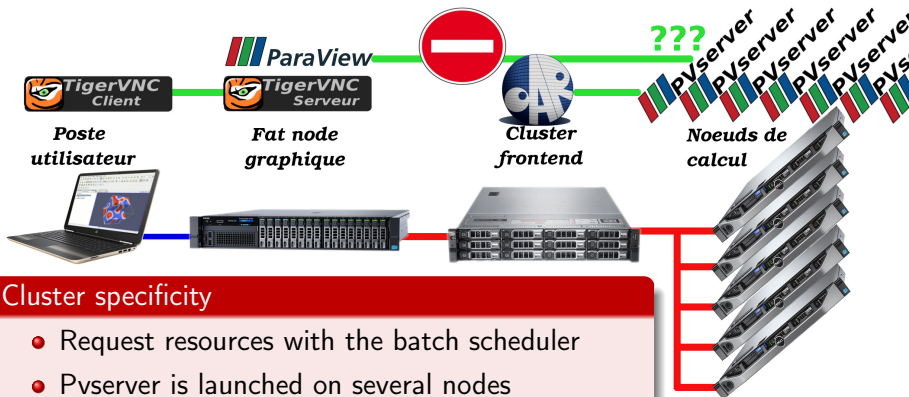 ???
ParaView
PVserver
PVserver
PVserver
PVserver
TigerVNC
Client
TigerVNC
Serveur
OAR
Poste
utilisateur
Fat node
graphique
Cluster
frontend
Noeuds de
calcul
Cluster specificity
Request resources with the batch scheduler
Pvserver is launched on several nodes